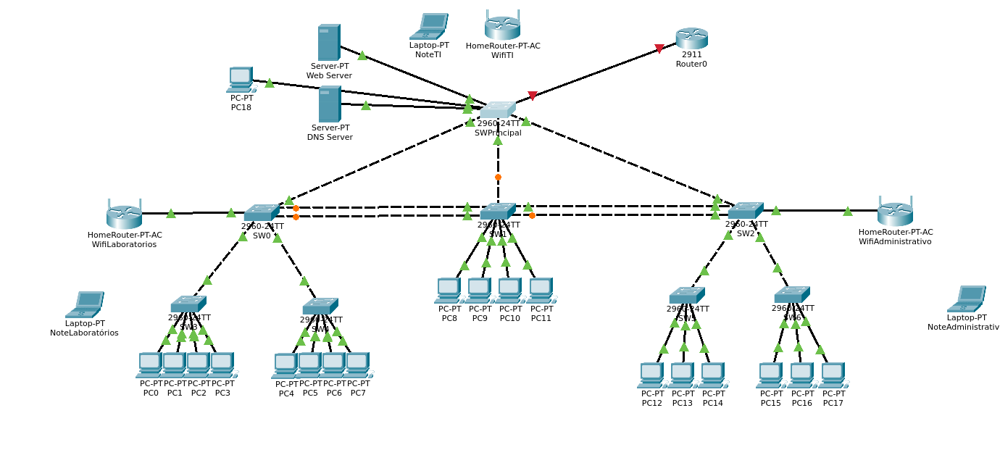 Laptop-PT
NoteTI
HomeRouter-PT-AC
WifiTI
2911
Router0
Server-PT
Web Server
PC-PT
PC18
Server-PT
DNS Server
2960-24TT
SWPrincipal
HomeRouter-PT-AC
WifiLaboratorios
2960-24TT
SW0
2960-24TT
SW1
2960-24TT
SW2
HomeRouter-PT-AC
WifiAdministrativo
Laptop-PT
NoteLaboratórios
2960-24TT
SW3
2960-24TT
SW4
PC-PT
PC8
PC-PT
PC9
PC-PT
PC10
PC-PT
PC11
2960-24TT
SW5
2960-24TT
SW6
Laptop-PT
NoteAdministrativ
PC-PT
PC0
PC-PT
PC1
PC-PT
PC2
PC-PT
PC3
PC-PT
PC4
PC-PT
PC5
PC-PT
PC6
PC-PT
PC7
PC-PT
PC12
PC-PT
PC13
PC-PT
PC14
PC-PT
PC15
PC-PT
PC16
PC-PT
PC17